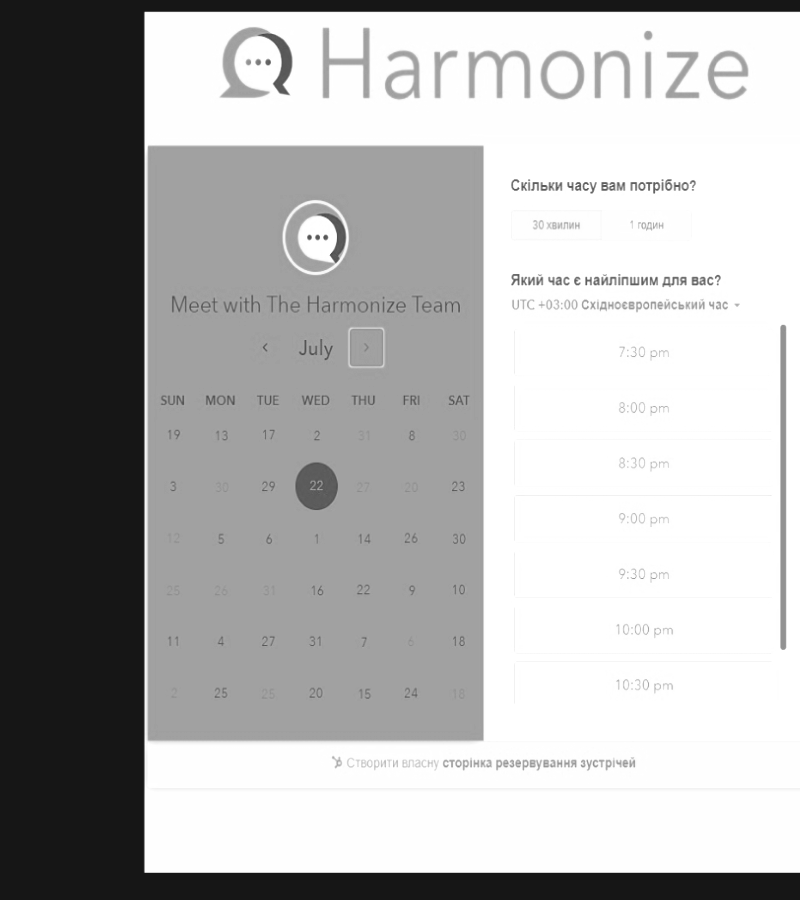 Harmonize
Meet with The Harmonize Team
July
SUN MON TUE WED THU FRI SAT
19 13 17 2 31 8 30
3 30 29 22 27 20 23
12 5 6 1 14 26 30
25 26 31 16 22 9 10
11 4 27 31 7 6 18
2 25 25 20 15 24 18
Скільки часу вам потрібно?
30 хвилин 1 годин
Який час є найліпшим для вас?
UTC +03:00 Східноєвропейський час
7:30 pm
8:00 pm
8:30 pm
9:00 pm
9:30 pm
10:00 pm
10:30 pm
Створити власну сторінка резервування зустрічей